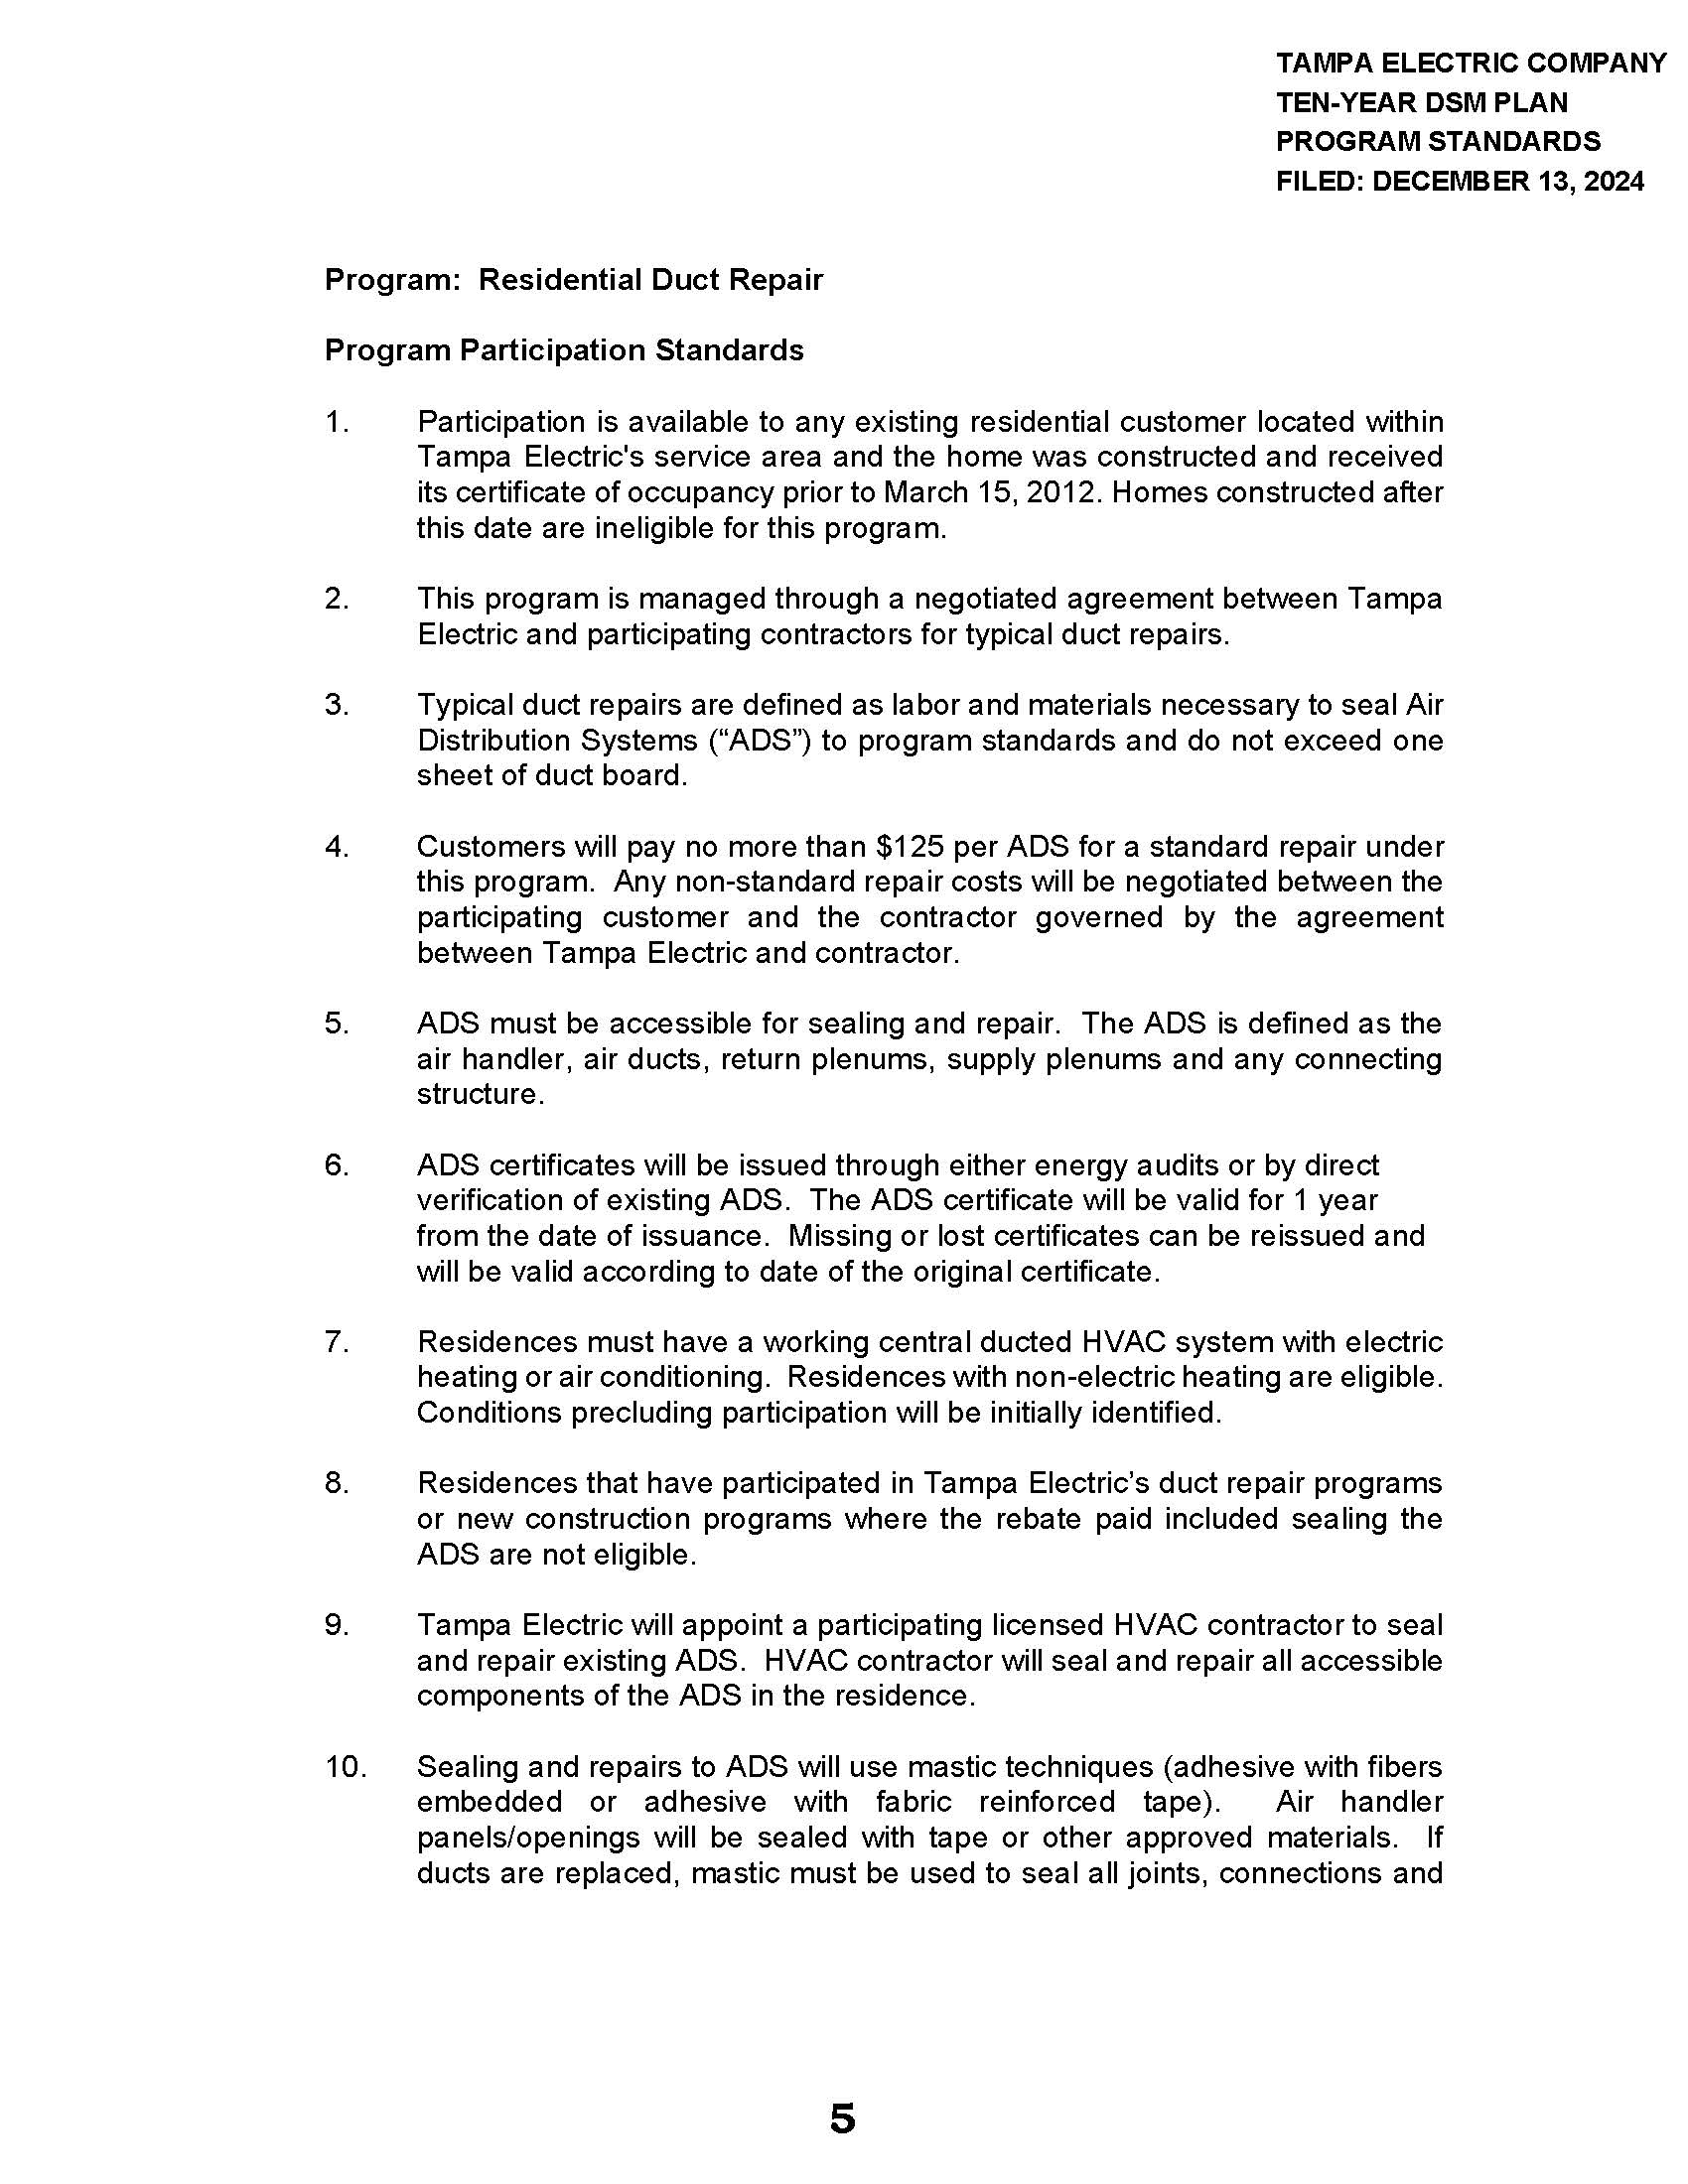 TAMPA ELECTRIC COMPANY
TEN-YEAR DSM PLAN
PROGRAM STANDARDS
FILED: DECEMBER 13, 2024
Program: Residential Duct Repair
Program Participation Standards
1. Participation is available to any existing residential customer located within
Tampa Electric's service area and the home was constructed and received
its certificate of occupancy prior to March 15, 2012. Homes constructed after
this date are ineligible for this program.
2. This program is managed through a negotiated agreement between Tampa
Electric and participating contractors for typical duct repairs.
3. Typical duct repairs are defined as labor and materials necessary to seal Air
Distribution Systems (“ADS”) to program standards and do not exceed one
sheet of duct board.
4. Customers will pay no more than $125 per ADS for a standard repair under
this program. Any non-standard repair costs will be negotiated between the
participating customer and the contractor governed by the agreement
between Tampa Electric and contractor.
5. ADS must be accessible for sealing and repair. The ADS is defined as the
air handler, air ducts, return plenums, supply plenums and any connecting
structure.
6. ADS certificates will be issued through either energy audits or by direct
verification of existing ADS. The ADS certificate will be valid for 1 year
from the date of issuance. Missing or lost certificates can be reissued and
will be valid according to date of the original certificate.
7. Residences must have a working central ducted HVAC system with electric
heating or air conditioning. Residences with non-electric heating are eligible.
Conditions precluding participation will be initially identified.
8. Residences that have participated in Tampa Electric’s duct repair programs
or new construction programs where the rebate paid included sealing the
ADS are not eligible.
9. Tampa Electric will appoint a participating licensed HVAC contractor to seal
and repair existing ADS. HVAC contractor will seal and repair all accessible
components of the ADS in the residence.
10. Sealing and repairs to ADS will use mastic techniques (adhesive with fibers
embedded or adhesive with fabric reinforced tape). Air handler
panels/openings will be sealed with tape or other approved materials. If
ducts are replaced, mastic must be used to seal all joints, connections and
5